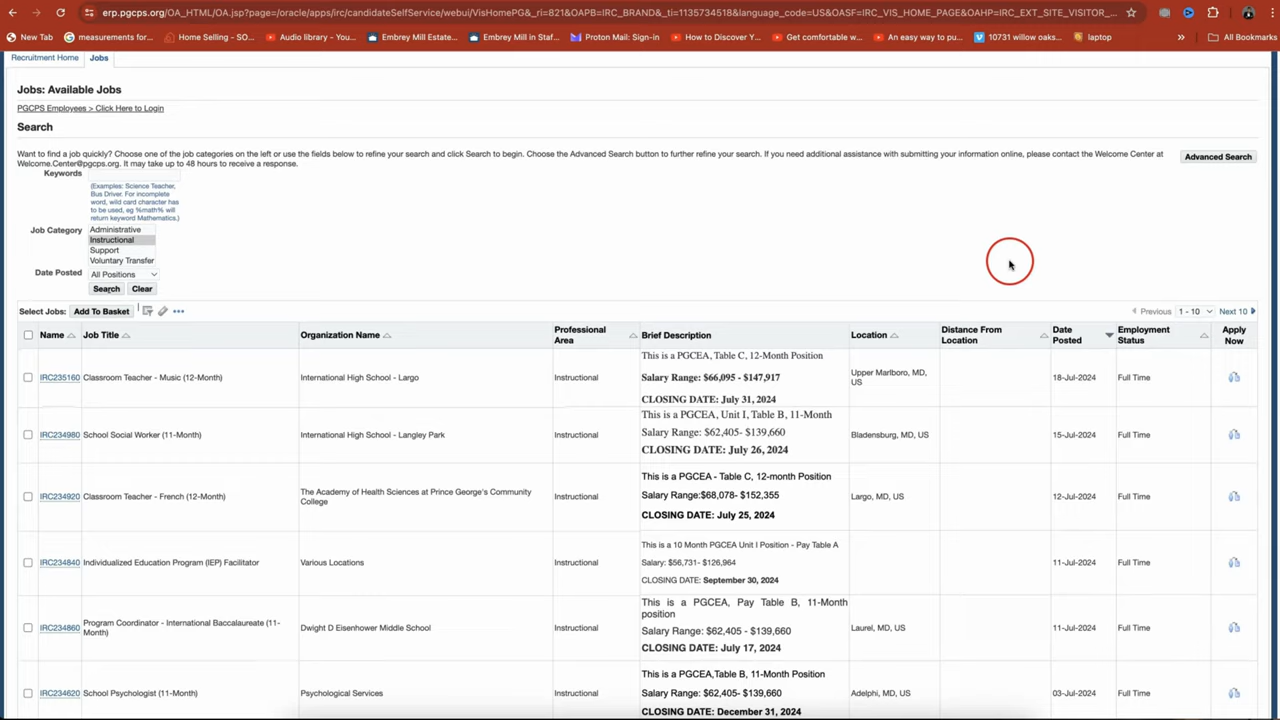 erp.pgcps.org/OA_HTML/OA.jsp?page=/oracle/apps/irc/candidateSelfService/webui/VisHomePG&_ri=821&OAPB=IRC_BRAND&_ti=1135734518&language_code=US&OASF=IRC_VIS_HOME_PAGE&OAHP=IRC_EXT_SITE_VISITOR_...
New Tab measurements for... Home Selling - SO... Audio library - You... Embrey Mill Estate... Embrey Mill in Staf... Proton Mail: Sign-in How to Discover Y... Get comfortable w... An easy way to pu... 10731 willow oaks... laptop » All Bookmarks
Recruitment Home Jobs
Jobs: Available Jobs
PGCPS Employees > Click Here to Login
Search
Want to find a job quickly? Choose one of the job categories on the left or use the fields below to refine your search and click Search to begin. Choose the Advanced Search button to further refine your search. If you need additional assistance with submitting your information online, please contact the Welcome Center at
Welcome.Center@pgcps.org. It may take up to 48 hours to receive a response.
Advanced Search
Keywords
(Examples: Science Teacher,
Bus Driver. For incomplete
word, wild card character has
to be used, eg %math% will
return keyword Mathematics.)
Job Category
Administrative
Instructional
Support
Voluntary Transfer
Date Posted All Positions
Search Clear
Select Jobs: Add To Basket Previous 1 - 10 Next 10
Name Job Title Organization Name Professional Area Brief Description Location Distance From Location Date Posted Employment Status Apply Now
IRC235160 Classroom Teacher - Music (12-Month) International High School - Largo Instructional
This is a PGCEA, Table C, 12-Month Position
Salary Range: $66,095 - $147,917
CLOSING DATE: July 31, 2024
Upper Marlboro, MD,
US
18-Jul-2024 Full Time
IRC234980 School Social Worker (11-Month) International High School - Langley Park Instructional
This is a PGCEA, Unit I, Table B, 11-Month
Salary Range: $62,405- $139,660
CLOSING DATE: July 26, 2024
Bladensburg, MD, US 15-Jul-2024 Full Time
IRC234920 Classroom Teacher - French (12-Month)
The Academy of Health Sciences at Prince George's Community
College
Instructional
This is a PGCEA - Table C, 12-month Position
Salary Range:$68,078- $152,355
CLOSING DATE: July 25, 2024
Largo, MD, US 12-Jul-2024 Full Time
IRC234840 Individualized Education Program (IEP) Facilitator Various Locations Instructional
This is a 10 Month PGCEA Unit I Position - Pay Table A
Salary: $56,731- $126,964
CLOSING DATE: September 30, 2024
11-Jul-2024 Full Time
IRC234860
Program Coordinator - International Baccalaureate (11-
Month)
Dwight D Eisenhower Middle School Instructional
This is a PGCEA, Pay Table B, 11-Month
position
Salary Range: $62,405 - $139,660
CLOSING DATE: July 17, 2024
Laurel, MD, US 11-Jul-2024 Full Time
IRC234620 School Psychologist (11-Month) Psychological Services Instructional
This is a PGCEA,Table B, 11-Month Position
Salary Range: $62,405- $139,660
CLOSING DATE: December 31, 2024
Adelphi, MD, US 03-Jul-2024 Full Time